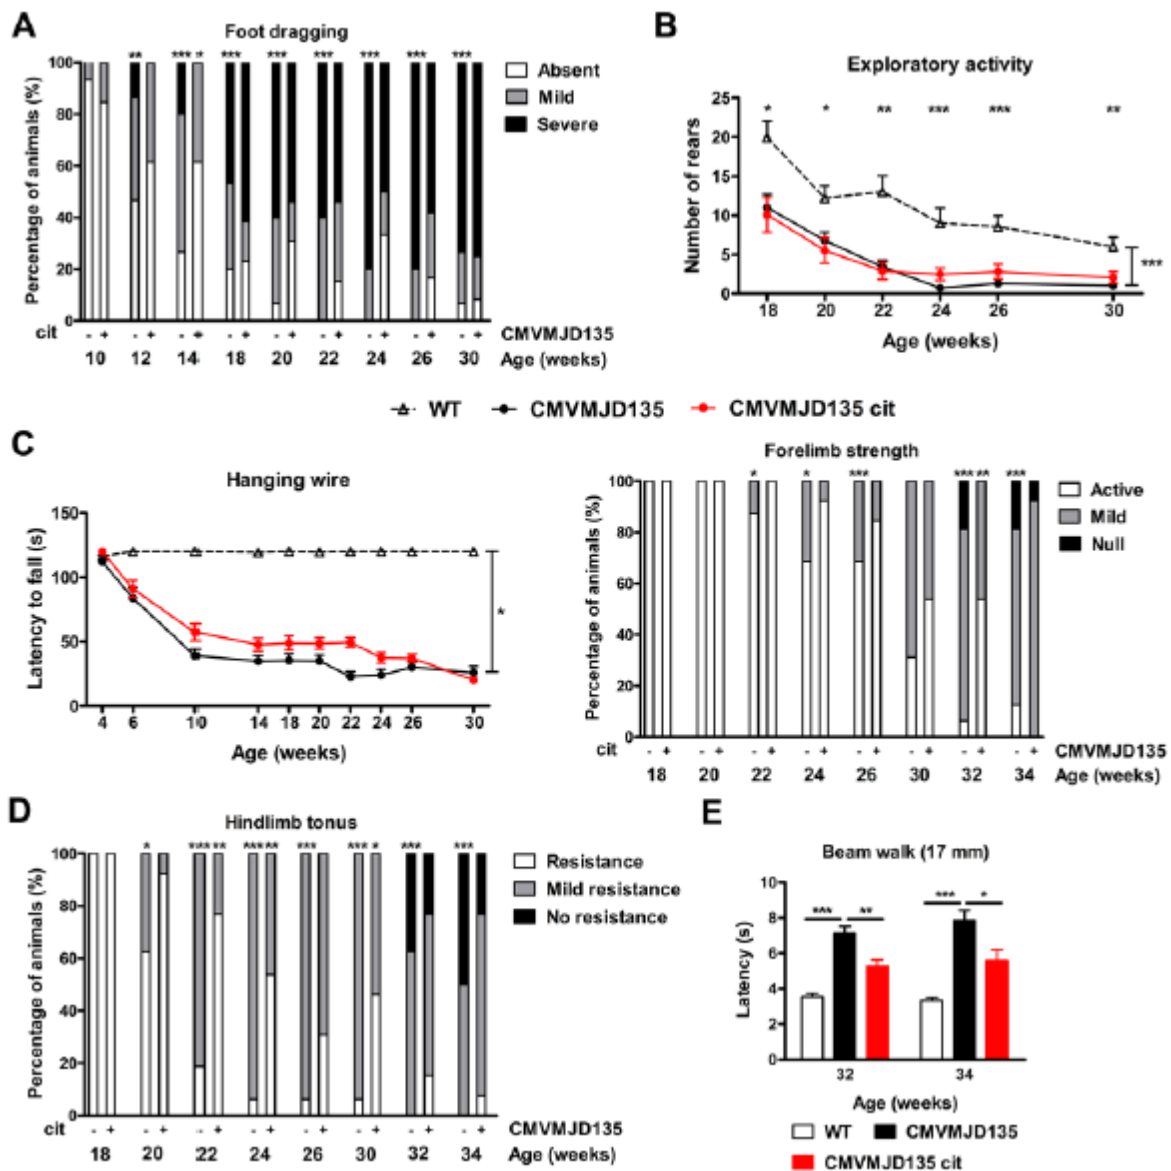 A
Foot dragging
** *** * *** *** *** *** *** ***
Percentage of animals (%)
100
80
60
40
20
0
Absent
Mild
Severe
cit - + - + - + - + - + - + - + - + - + CMVMJD135
10 12 14 18 20 22 24 26 30 Age (weeks)
B
Exploratory activity
* * ** *** *** **
Number of rears
25
20
15
10
5
0
***
18 20 22 24 26 30
Age (weeks)
WT CMVMJD135 CMVMJD135 cit
C
Hanging wire
Latency to fall (s)
150
100
50
0
*
4 6 10 14 18 20 22 24 26 30
Age (weeks)
Forelimb strength
* * *** *** ** ***
Percentage of animals (%)
100
80
60
40
20
0
Active
Mild
Null
cit - + - + - + - + - + - + - + - + CMVMJD135
18 20 22 24 26 30 32 34 Age (weeks)
D
Hindlimb tonus
* *** ** *** ** *** *** * *** ***
Percentage of animals (%)
100
80
60
40
20
0
Resistance
Mild resistance
No resistance
cit - + - + - + - + - + - + - + - + CMVMJD135
18 20 22 24 26 30 32 34 Age (weeks)
E
Beam walk (17 mm)
*** ** *** *
Latency (s)
10
8
6
4
2
0
32 34
Age (weeks)
WT CMVMJD135
CMVMJD135 cit